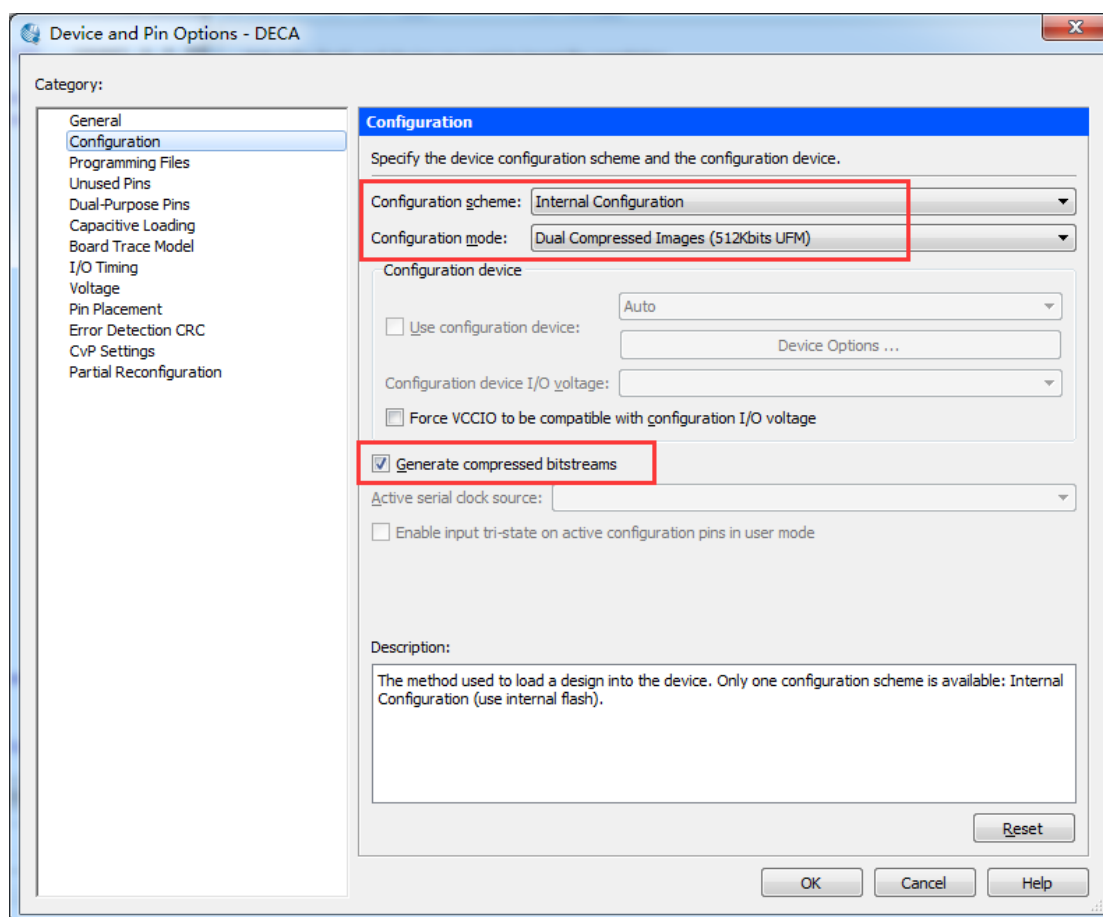 Device and Pin Options - DECA
Category:
General
Configuration
Programming Files
Unused Pins
Dual-Purpose Pins
Capacitive Loading
Board Trace Model
I/O Timing
Voltage
Pin Placement
Error Detection CRC
CvP Settings
Partial Reconfiguration
Configuration
Specify the device configuration scheme and the configuration device.
Configuration scheme: Internal Configuration
Configuration mode: Dual Compressed Images (512Kbits UFM)
Configuration device
Auto
Use configuration device:
Device Options ...
Configuration device I/O voltage:
Force VCCIO to be compatible with configuration I/O voltage
Generate compressed bitstreams
Active serial clock source:
Enable input tri-state on active configuration pins in user mode
Description:
The method used to load a design into the device. Only one configuration scheme is available: Internal
Configuration (use internal flash).
Reset
OK Cancel Help